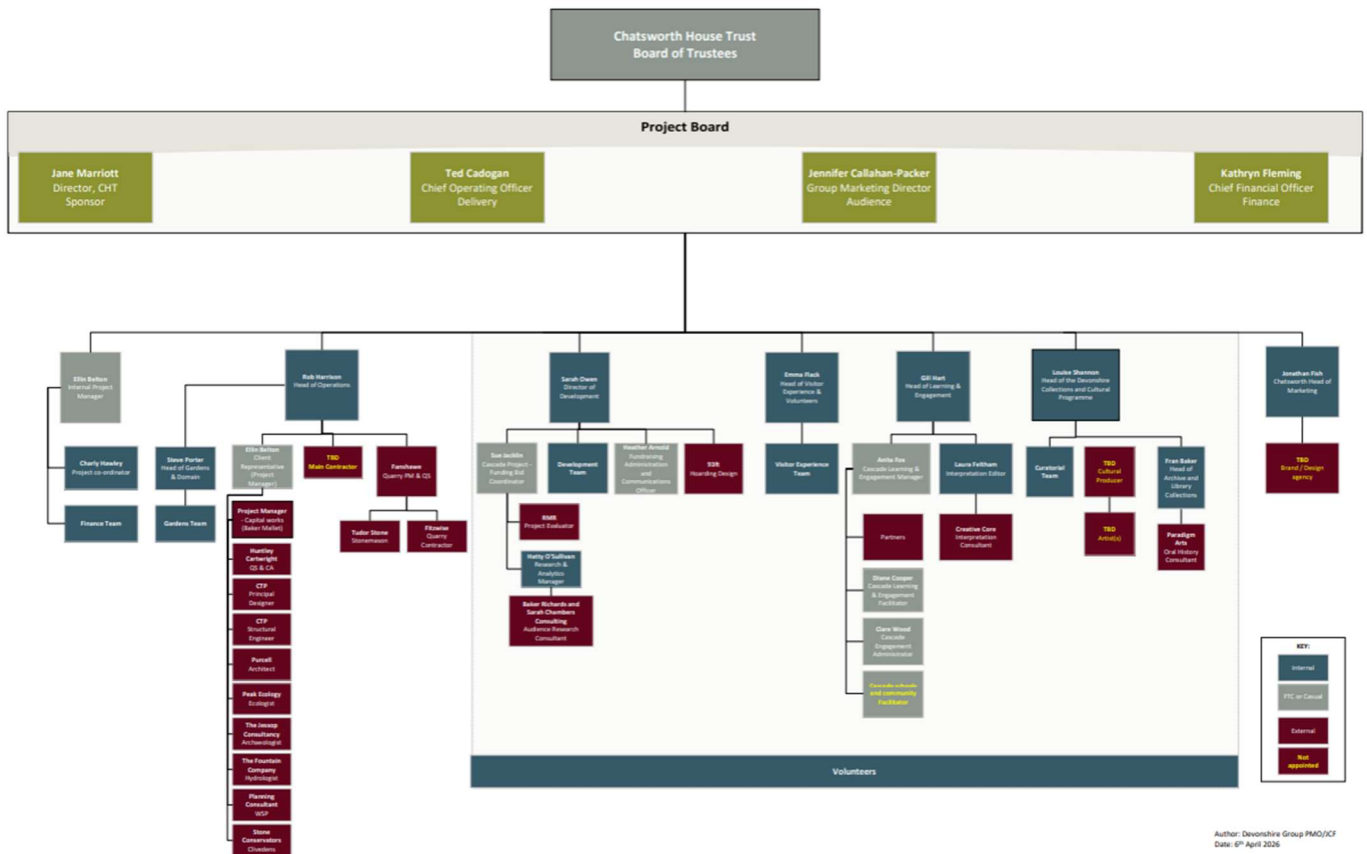 Chatsworth House Trust
Board of Trustees
Project Board
Jane Marriott
Director, CHT
Sponsor
Ted Cadogan
Chief Operating Officer
Delivery
Jennifer Callahan-Packer
Group Marketing Director
Audience
Kathryn Fleming
Chief Financial Officer
Finance
Ellin Belton
Internal Project
Manager
Charly Hawley
Project co-ordinator
Finance Team
Rob Harrison
Head of Operations
Steve Porter
Head of Gardens
& Domain
Gardens Team
Ellin Belton
Client
Representative
(Project
Manager)
Project Manager
- Capital works
(Baker Mallet)
Huntley
Cartwright
QS & CA
CTP
Principal
Designer
CTP
Structural
Engineer
Purcell
Architect
Peak Ecology
Ecologist
The Jessop
Consultancy
Archaeologist
The Fountain
Company
Hydrologist
Planning
Consultant
WSP
Stone
Conservators
Clivedens
TBD
Main Contractor
Fanshawe
Quarry PM & QS
Tudor Stone
Stonemason
Fitzwise
Quarry
Contractor
Sarah Owen
Director of
Development
Sue Jacklin
Cascade Project -
Funding Bid
Coordinator
RMR
Project Evaluator
Hatty O'Sullivan
Research &
Analytics
Manager
Baker Richards and
Sarah Chambers
Consulting
Audience Research
Consultant
Development
Team
Heather Arnold
Fundraising
Administration
and
Communications
Officer
93ft
Hoarding Design
Emma Flack
Head of Visitor
Experience &
Volunteers
Visitor Experience
Team
Gill Hart
Head of Learning &
Engagement
Anita Fox
Cascade Learning &
Engagement Manager
Partners
Diane Cooper
Cascade Learning
& Engagement
Facilitator
Clare Wood
Cascade
Engagement
Administrator
Cascade schools
and community
Facilitator
Laura Feltham
Interpretation Editor
Creative Core
Interpretation
Consultant
Louise Shannon
Head of the Devonshire
Collections and Cultural
Programme
Curatorial
Team
TBD
Cultural
Producer
TBD
Artist(s)
Fran Baker
Head of
Archive and
Library
Collections
Paradigm
Arts
Oral History
Consultant
Jonathan Fish
Chatsworth Head of
Marketing
TBD
Brand / Design
agency
Volunteers
KEY:
Internal
FTC or Casual
External
Not
appointed
Author: Devonshire Group PMO/JCF
Date: 6th April 2026